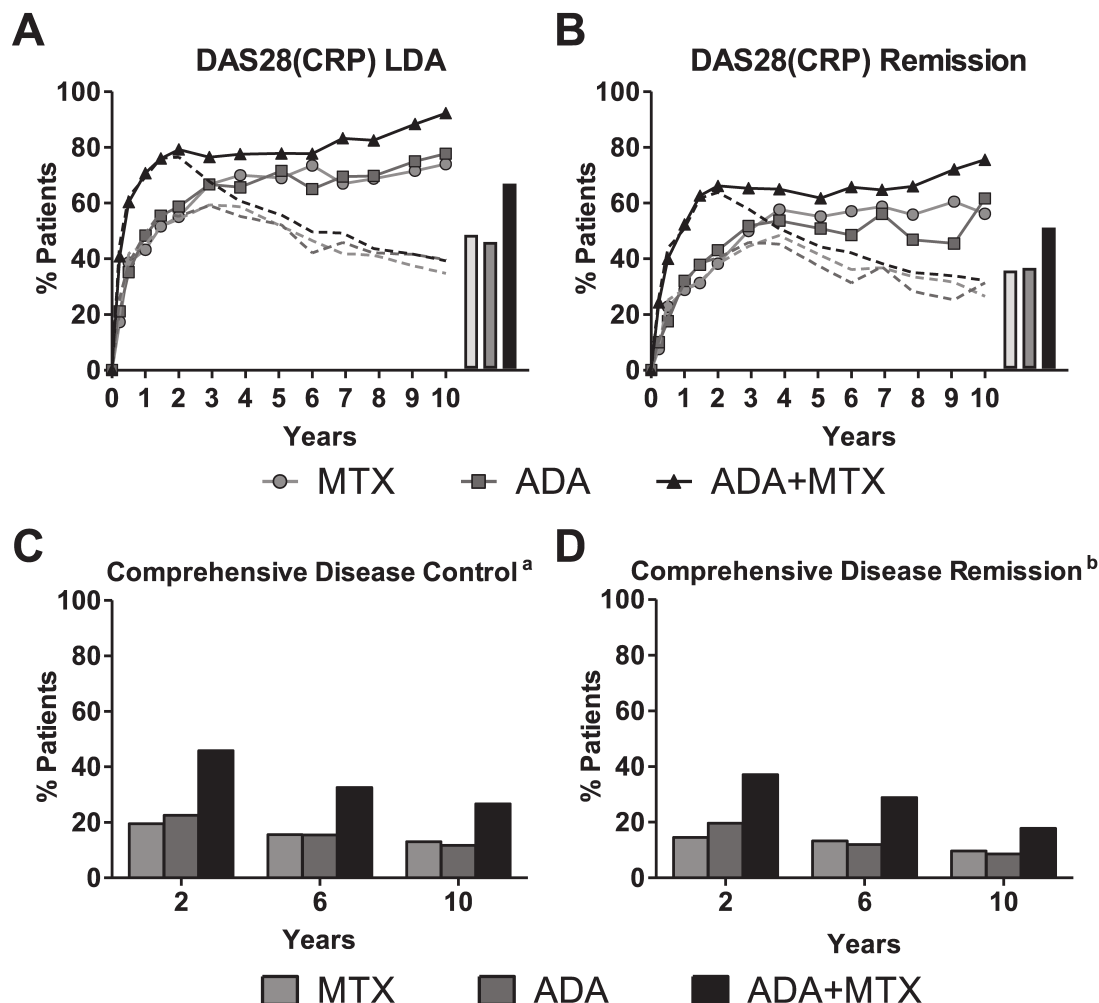 A
B
DAS28(CRP) LDA
DAS28(CRP) Remission
100
80
60
40
20
0
% Patients
0 1 2 3 4 5 6 7 8 9 10
Years
100
80
60
40
20
0
% Patients
0 1 2 3 4 5 6 7 8 9 10
Years
MTX ADA ADA+MTX
C
D
Comprehensive Disease Control a
Comprehensive Disease Remission b
100
80
60
40
20
0
% Patients
2 6 10
Years
100
80
60
40
20
0
% Patients
2 6 10
Years
MTX ADA ADA+MTX